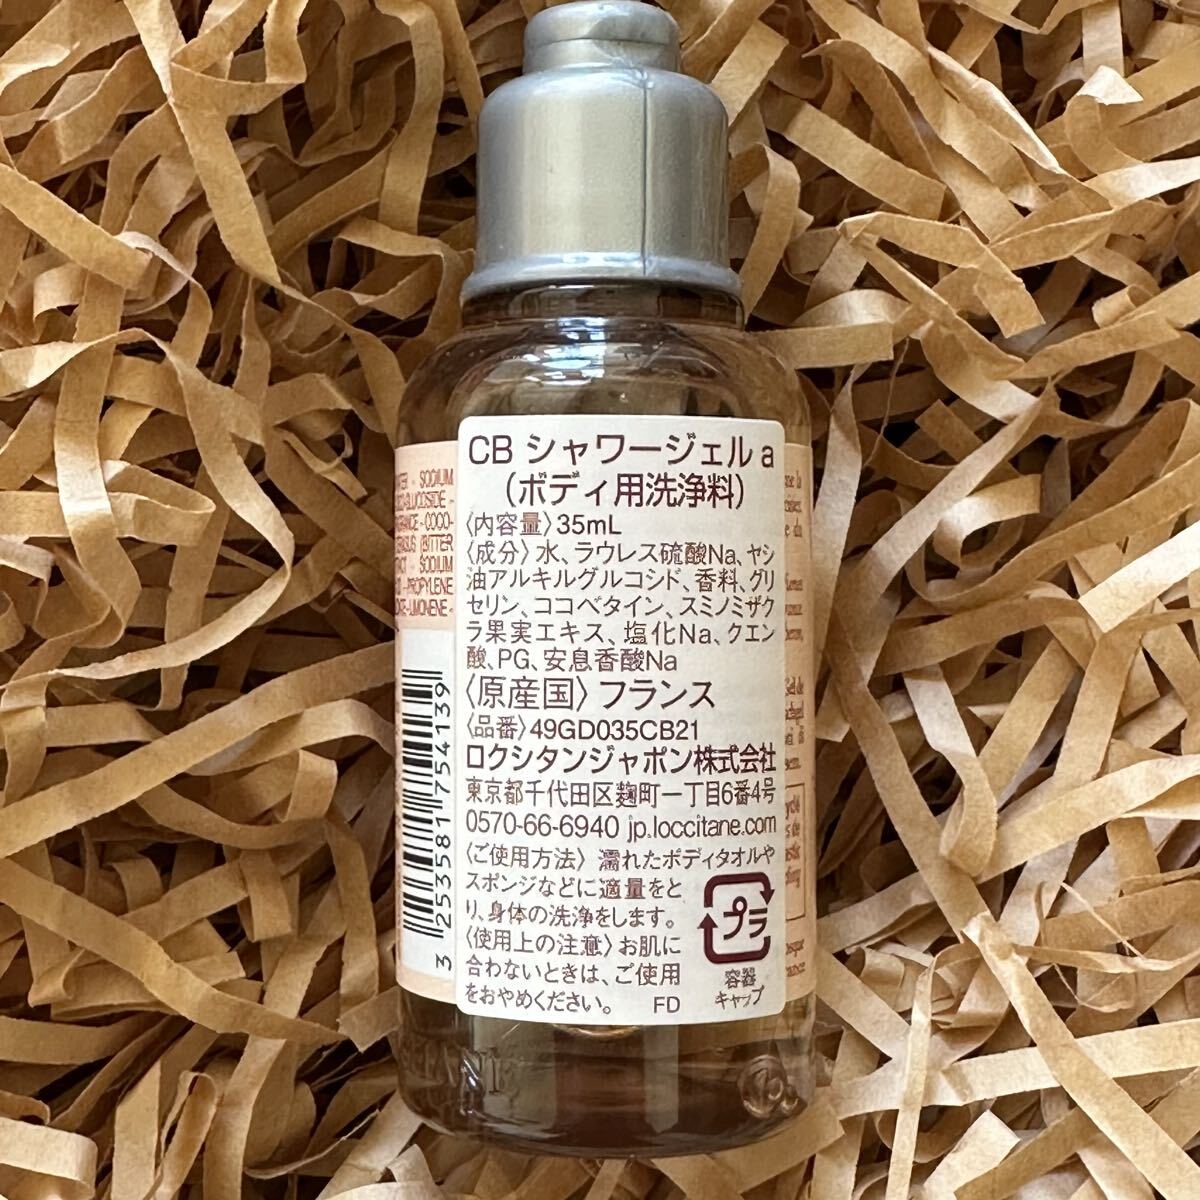 CB シャワージェル a
（ボディ用洗浄料）
〈内容量〉35mL
〈成分〉水、ラウレス硫酸Na、ヤシ
油アルキルグルコシド、香料、グリ
セリン、ココベタイン、スミノミザク
ラ果実エキス、塩化Na、クエン
酸、PG、安息香酸Na
〈原産国〉フランス
〈品番〉49GD035CB21
ロクシタンジャポン株式会社
東京都千代田区麹町一丁目6番4号
0570-66-6940 jp.loccitane.com
〈ご使用方法〉濡れたボディタオルや
スポンジなどに適量をと
り、身体の洗浄をします。
〈使用上の注意〉お肌に
合わないときは、ご使用
をおやめください。 FD
プラ
容器
キャップ
SODIUM
GLUCOSIDE -
COCO-
(BITTER
SODIUM
PROPYLENE
LIMONENE -
3 253581 754139